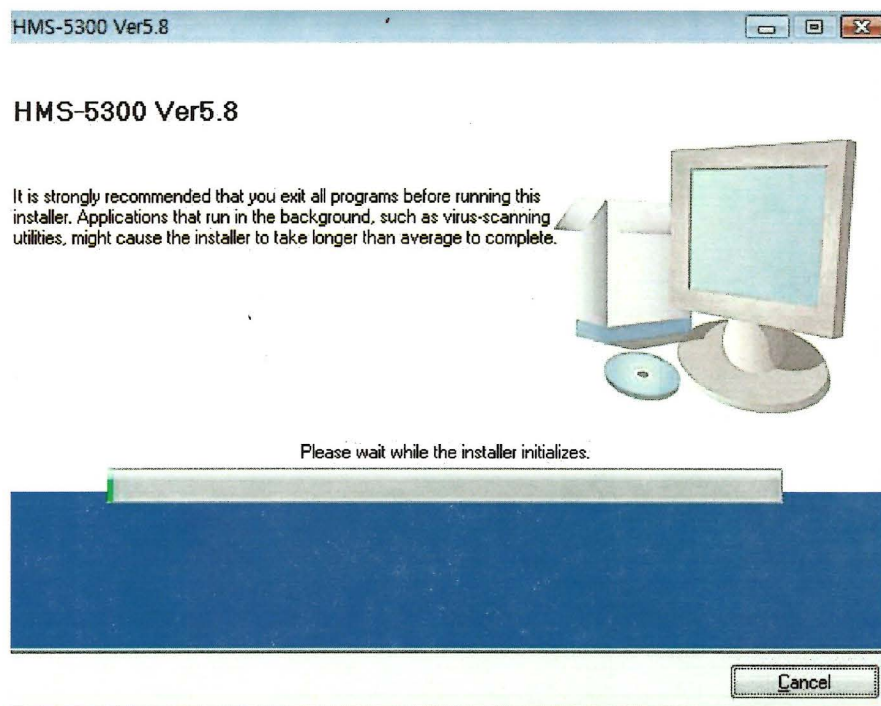 HMS-5300 Ver5.8
HMS-5300 Ver5.8
It is strongly recommended that you exit all programs before running this
installer. Applications that run in the background, such as virus-scanning
utilities, might cause the installer to take longer than average to complete.
Please wait while the installer initializes.
Cancel